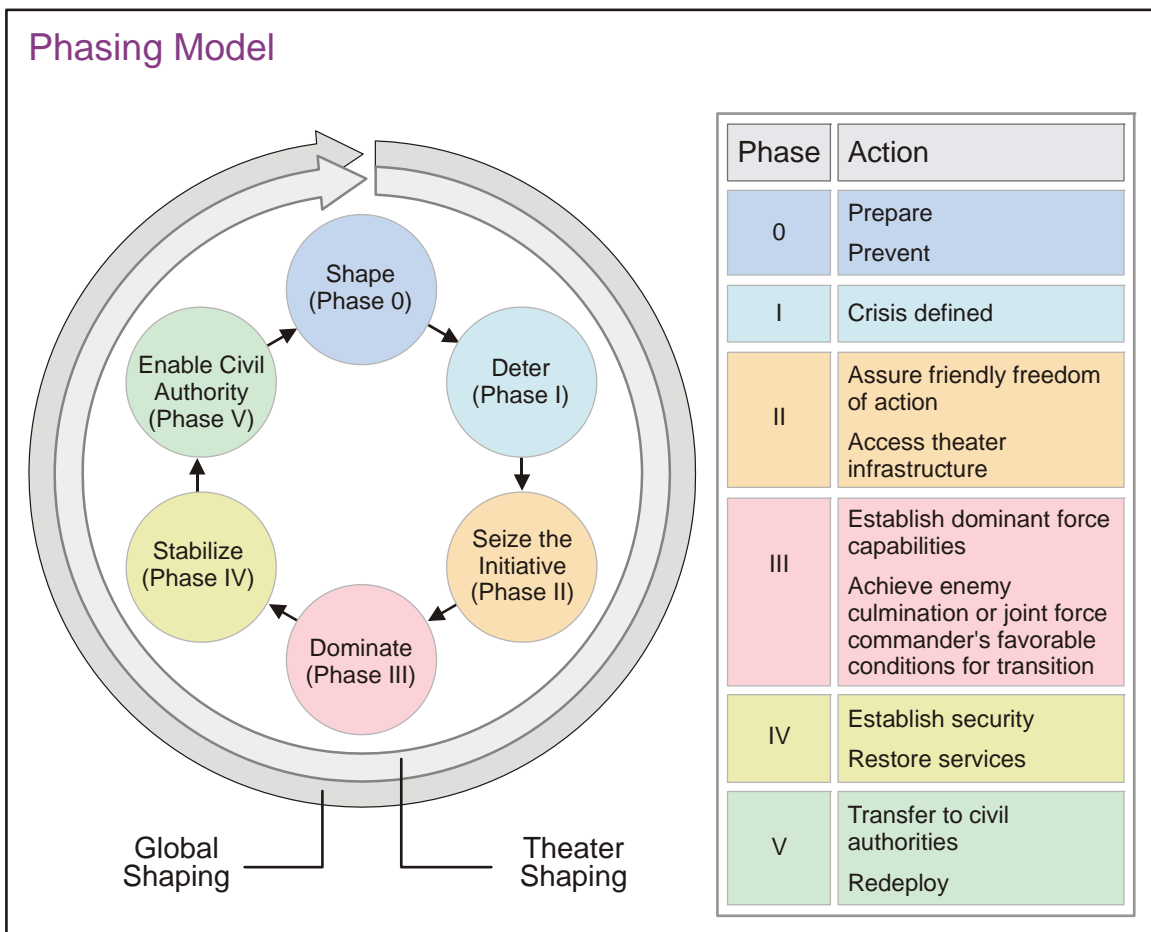 Phasing Model
Shape
(Phase 0)
Deter
(Phase I)
Seize the
Initiative
(Phase II)
Dominate
(Phase III)
Stabilize
(Phase IV)
Enable Civil
Authority
(Phase V)
Global
Shaping
Theater
Shaping
Phase
Action
0
Prepare
Prevent
I
Crisis defined
II
Assure friendly freedom
of action
Access theater
infrastructure
III
Establish dominant force
capabilities
Achieve enemy
culmination or joint force
commander's favorable
conditions for transition
IV
Establish security
Restore services
V
Transfer to civil
authorities
Redeploy